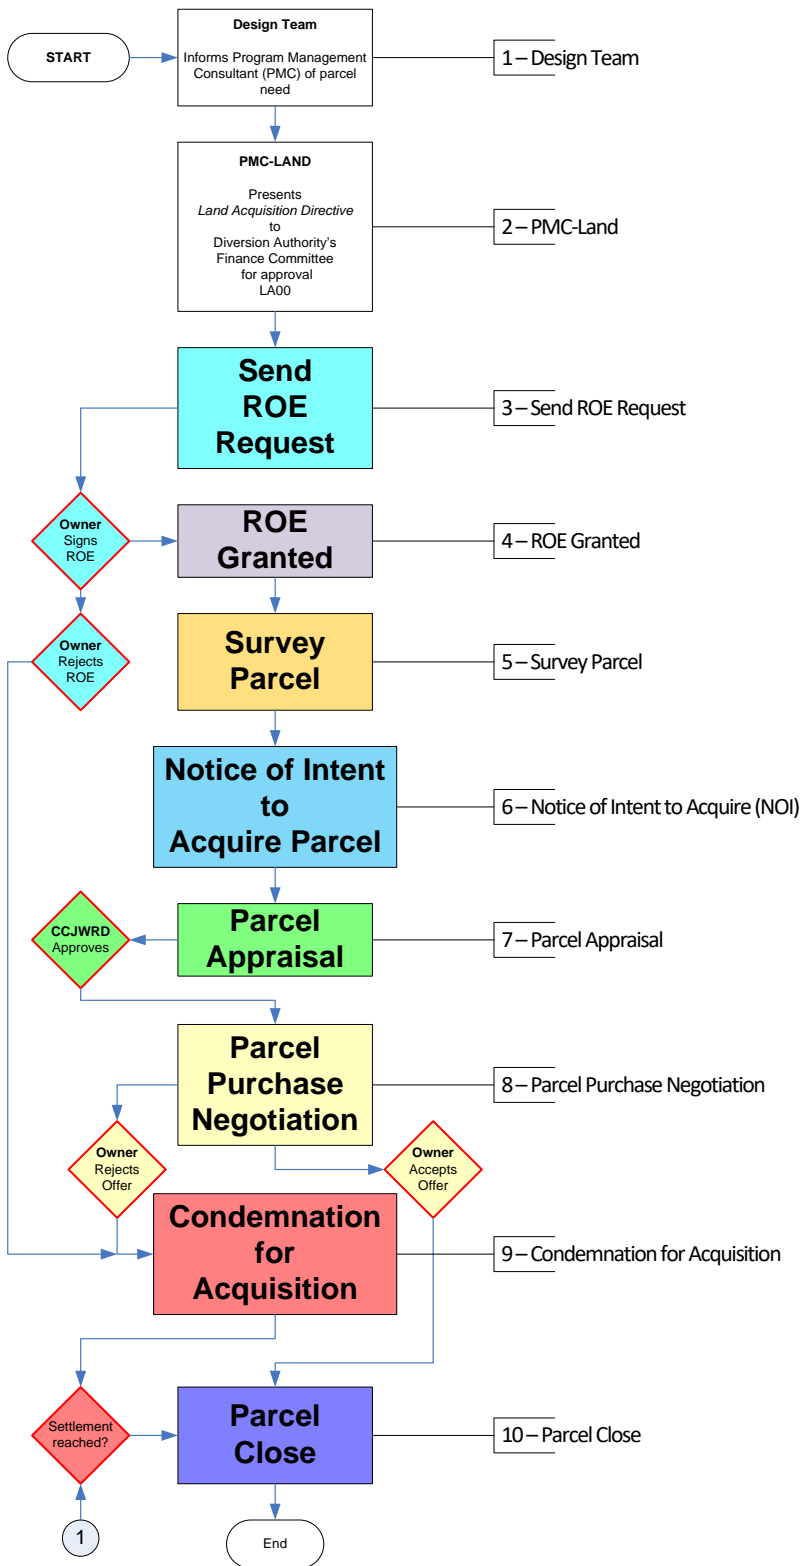 START
Design Team
Informs Program Management
Consultant (PMC) of parcel
need
1 – Design Team
PMC-LAND
Presents
Land Acquisition Directive
to
Diversion Authority's
Finance Committee
for approval
LA00
2 – PMC-Land
Send
ROE
Request
3 – Send ROE Request
Owner
Signs
ROE
ROE
Granted
4 – ROE Granted
Owner
Rejects
ROE
Survey
Parcel
5 – Survey Parcel
Notice of Intent
to
Acquire Parcel
6 – Notice of Intent to Acquire (NOI)
CCJWRD
Approves
Parcel
Appraisal
7 – Parcel Appraisal
Parcel
Purchase
Negotiation
8 – Parcel Purchase Negotiation
Owner
Rejects
Offer
Owner
Accepts
Offer
Condemnation
for
Acquisition
9 – Condemnation for Acquisition
Settlement
reached?
Parcel
Close
10 – Parcel Close
1
End